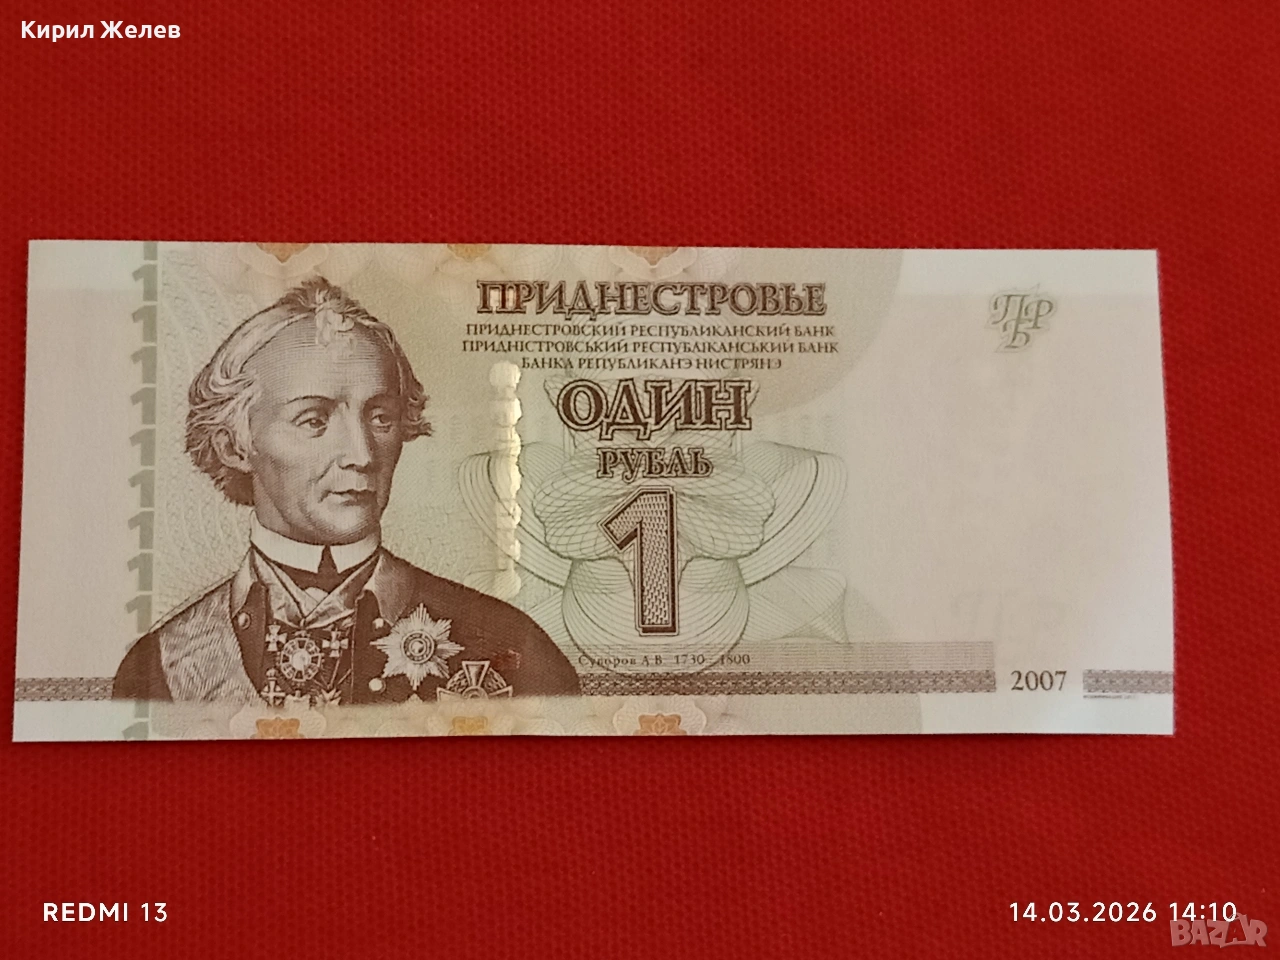 Кирил Желев
ПРИДНЕСТРОВЬЕ
ПРИДНЕСТРОВСКИЙ РЕСПУБЛИКАНСКИЙ БАНК
ПРИДНІСТРОВСЬКИЙ РЕСПУБЛІКАНСЬКИЙ БАНК
БАНКА РЕПУБЛИКАНЭ НИСТРЯНЭ
ПРБ
ОДИН
РУБЛЬ
1
Суворов А.В. 1730 - 1800
2007
REDMI 13
14.03.2026 14:10
BAZAR